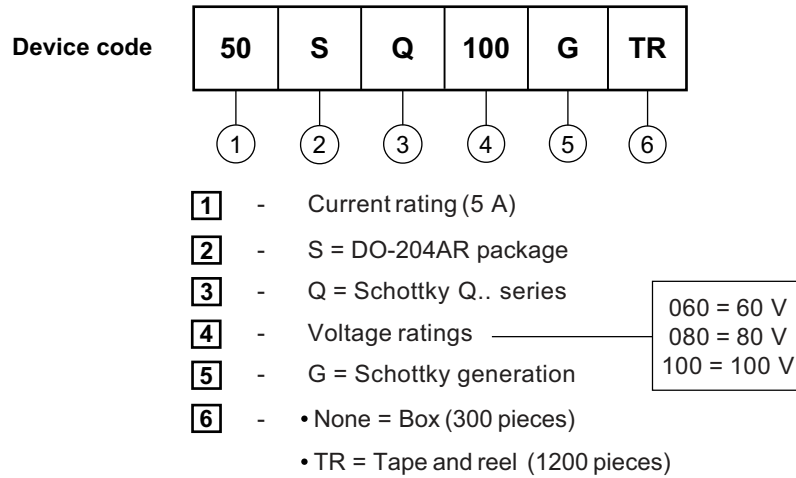 Device code 50 S Q 100 G TR
1 2 3 4 5 6
1 - Current rating (5 A)
2 - S = DO-204AR package
3 - Q = Schottky Q.. series
4 - Voltage ratings
060 = 60 V
080 = 80 V
100 = 100 V
5 - G = Schottky generation
6 - • None = Box (300 pieces)
• TR = Tape and reel (1200 pieces)